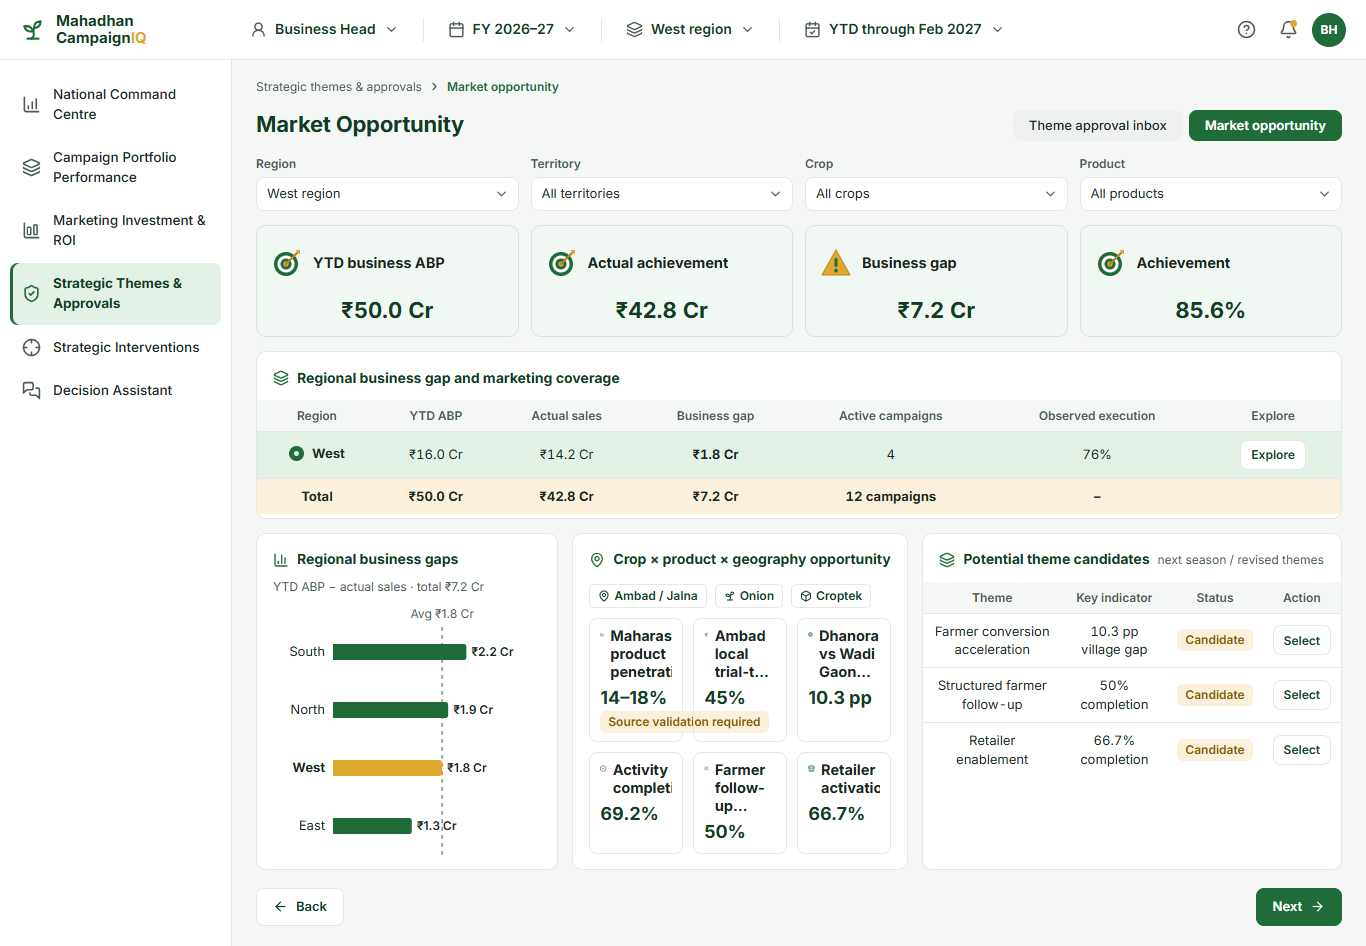 Mahadhan
CampaignIQ
Business Head
FY 2026–27
West region
YTD through Feb 2027
BH
National Command
Centre
Campaign Portfolio
Performance
Marketing Investment &
ROI
Strategic Themes &
Approvals
Strategic Interventions
Decision Assistant
Strategic themes & approvals > Market opportunity
Market Opportunity
Theme approval inbox
Market opportunity
Region
Territory
Crop
Product
West region
All territories
All crops
All products
YTD business ABP
₹50.0 Cr
Actual achievement
₹42.8 Cr
Business gap
₹7.2 Cr
Achievement
85.6%
Regional business gap and marketing coverage
Region YTD ABP Actual sales Business gap Active campaigns Observed execution Explore
West ₹16.0 Cr ₹14.2 Cr ₹1.8 Cr 4 76% Explore
Total ₹50.0 Cr ₹42.8 Cr ₹7.2 Cr 12 campaigns –
Regional business gaps
YTD ABP – actual sales · total ₹7.2 Cr
Avg ₹1.8 Cr
South ₹2.2 Cr
North ₹1.9 Cr
West ₹1.8 Cr
East ₹1.3 Cr
Crop × product × geography opportunity
Ambad / Jalna
Onion
Croptek
Maharas
product
penetrati
14–18%
Source validation required
Ambad
local
trial-t...
45%
Dhanora
vs Wadi
Gaon...
10.3 pp
Activity
completi
69.2%
Farmer
follow-
up...
50%
Retailer
activatio
66.7%
Potential theme candidates next season / revised themes
Theme Key indicator Status Action
Farmer conversion
acceleration
10.3 pp
village gap
Candidate
Select
Structured farmer
follow-up
50%
completion
Candidate
Select
Retailer
enablement
66.7%
completion
Candidate
Select
Back
Next